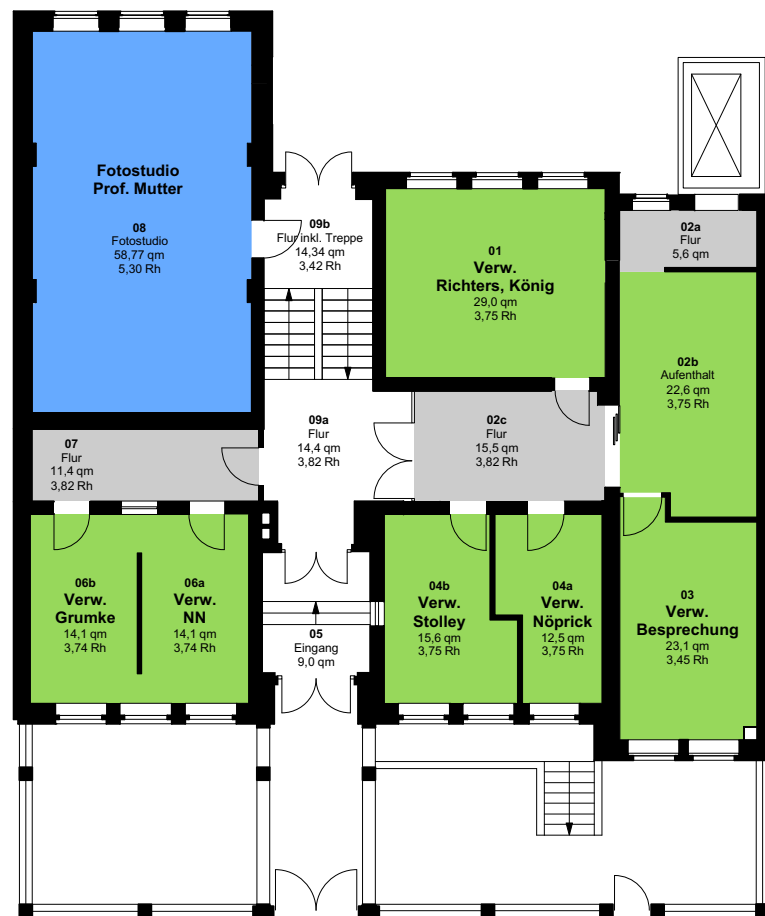 Fotostudio
Prof. Mutter
08
Fotostudio
58,77 qm
5,30 Rh
09b
Flur inkl. Treppe
14,34 qm
3,42 Rh
01
Verw.
Richters, König
29,0 qm
3,75 Rh
02a
Flur
5,6 qm
02b
Aufenthalt
22,6 qm
3,75 Rh
07
Flur
11,4 qm
3,82 Rh
09a
Flur
14,4 qm
3,82 Rh
02c
Flur
15,5 qm
3,82 Rh
06b
Verw.
Grumke
14,1 qm
3,74 Rh
06a
Verw.
NN
14,1 qm
3,74 Rh
05
Eingang
9,0 qm
04b
Verw.
Stolley
15,6 qm
3,75 Rh
04a
Verw.
Nöprick
12,5 qm
3,75 Rh
03
Verw.
Besprechung
23,1 qm
3,45 Rh